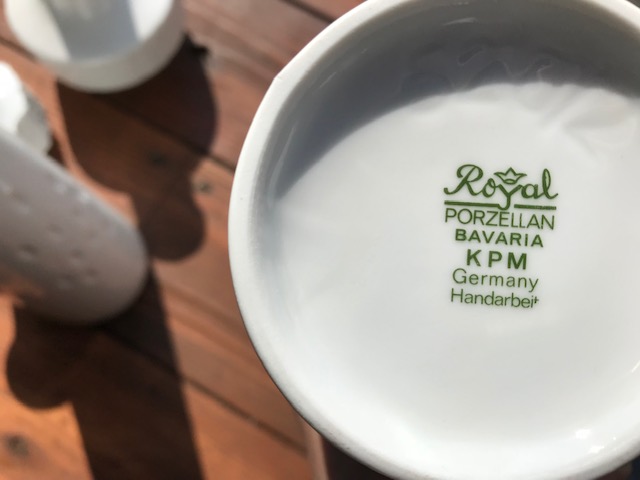 Royal
PORZELLAN
BAVARIA
KPM
Germany
Handarbeit